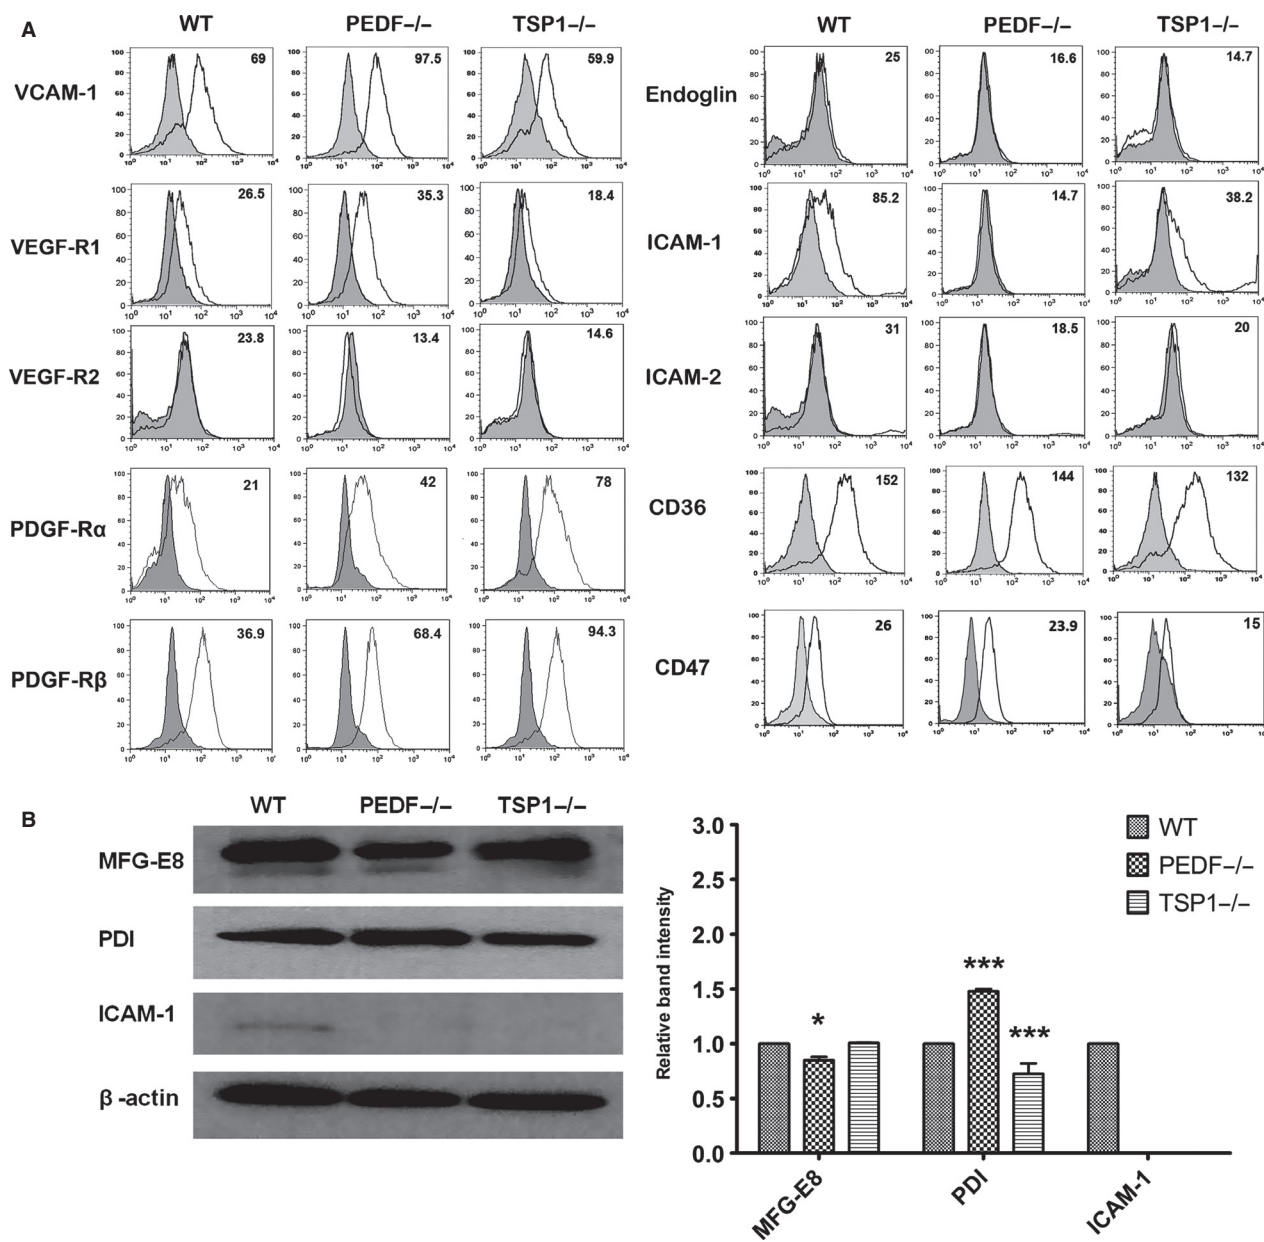 A
WT PEDF–/– TSP1–/– WT PEDF–/– TSP1–/–
VCAM-1 69 97.5 59.9
Endoglin 25 16.6 14.7
VEGF-R1 26.5 35.3 18.4
ICAM-1 85.2 14.7 38.2
VEGF-R2 23.8 13.4 14.6
ICAM-2 31 18.5 20
PDGF-Rα 21 42 78
CD36 152 144 132
PDGF-Rβ 36.9 68.4 94.3
CD47 26 23.9 15
B
WT PEDF–/– TSP1–/–
MFG-E8
PDI
ICAM-1
β -actin
Relative band intensity
3.0
2.5
2.0
1.5
1.0
0.5
0.0
WT
PEDF–/–
TSP1–/–
*
***
***
MFG-E8
PDI
ICAM-1